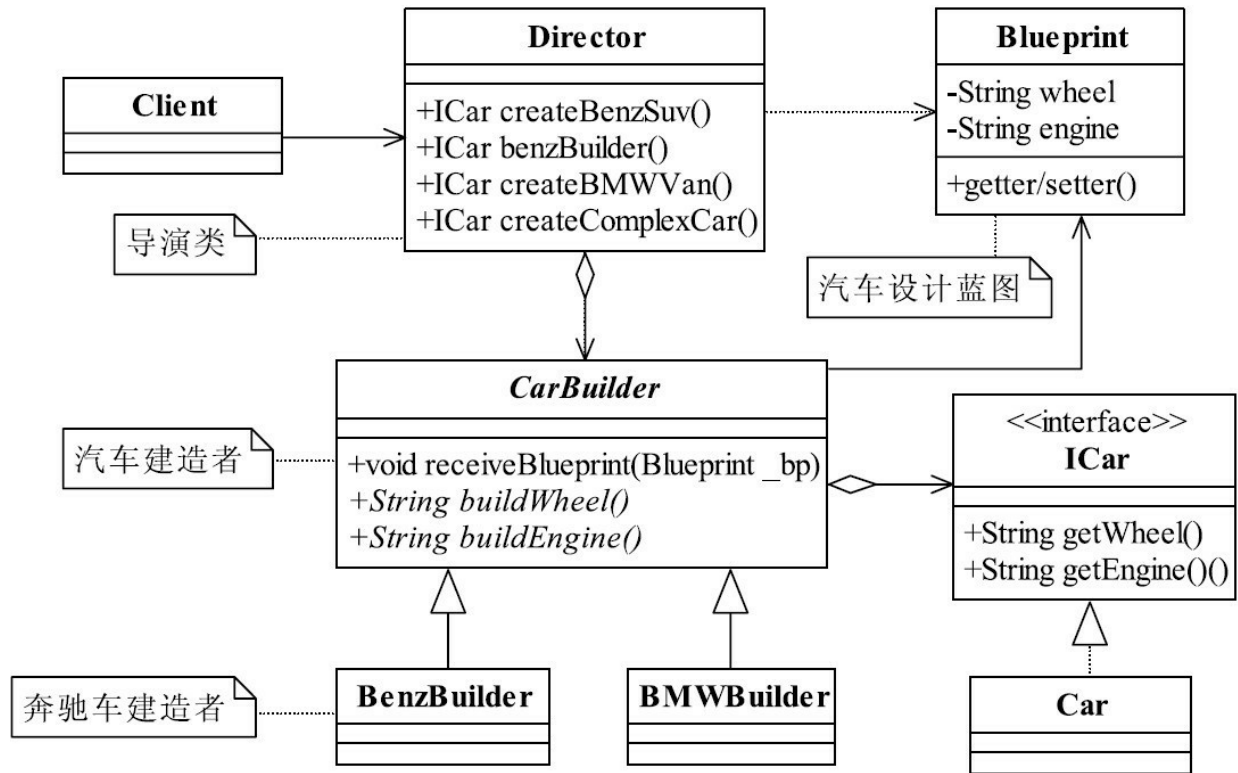 Director
+ICar createBenzSuv()
+ICar benzBuilder()
+ICar createBMWVan()
+ICar createComplexCar()
Blueprint
-String wheel
-String engine
+getter/setter()
Client
导演类
汽车设计蓝图
CarBuilder
+void receiveBlueprint(Blueprint _bp)
+String buildWheel()
+String buildEngine()
汽车建造者
<<interface>>
ICar
+String getWheel()
+String getEngine()()
奔驰车建造者
BenzBuilder
BMWBuilder
Car